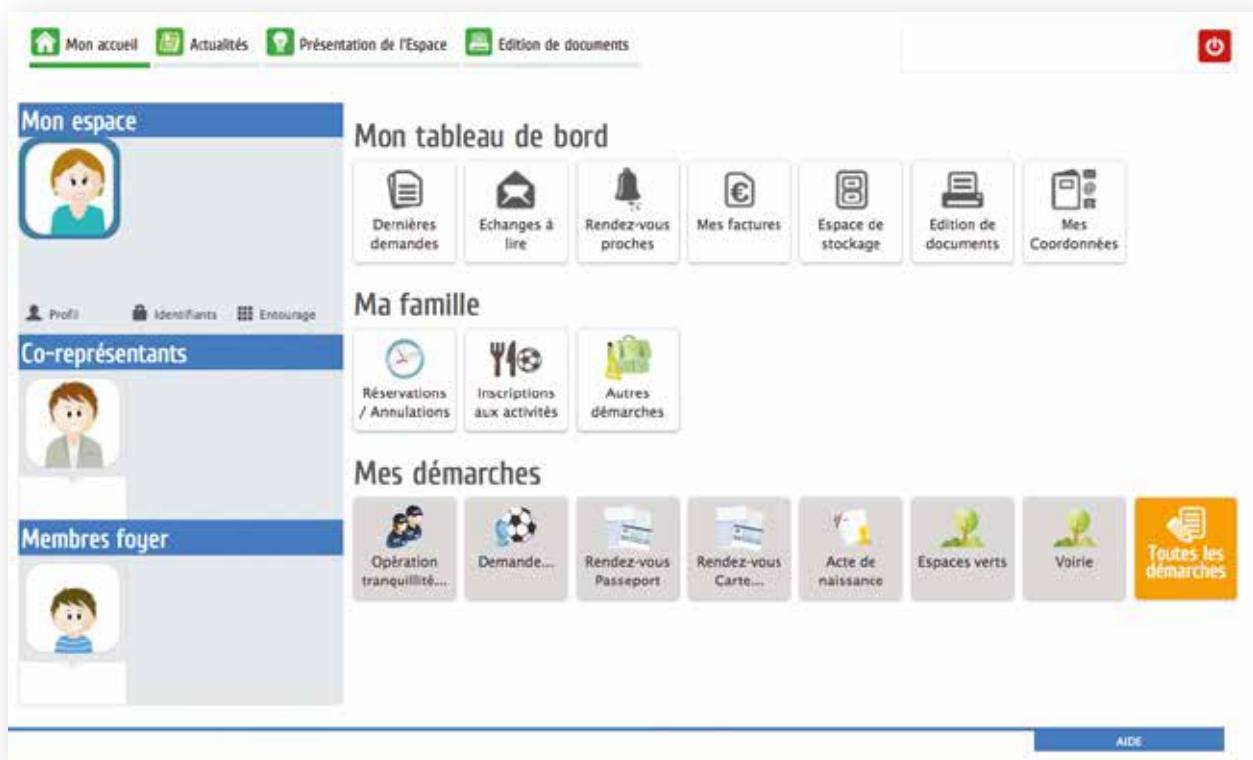 Mon accueil Actualités Présentation de l'Espace Edition de documents
Mon espace
Profil Identifiants Entourage
Co-représentants
Membres foyer
Mon tableau de bord
Dernières demandes
Echanges à lire
Rendez-vous proches
Mes factures
Espace de stockage
Edition de documents
Mes Coordonnées
Ma famille
Réservations / Annulations
Inscriptions aux activités
Autres démarches
Mes démarches
Opération tranquillité...
Demande...
Rendez-vous Passeport
Rendez-vous Carte...
Acte de naissance
Espaces verts
Voirie
Toutes les démarches
AIDE